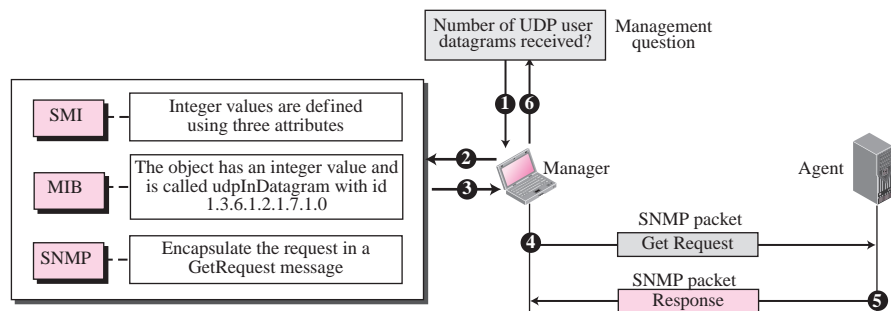 Number of UDP user
datagrams received?
Management
question
1
6
SMI
Integer values are defined
using three attributes
2
MIB
The object has an integer value and
is called udpInDatagram with id
1.3.6.1.2.1.7.1.0
3
Manager
Agent
SNMP
Encapsulate the request in a
GetRequest message
SNMP packet
4
Get Request
SNMP packet
Response
5